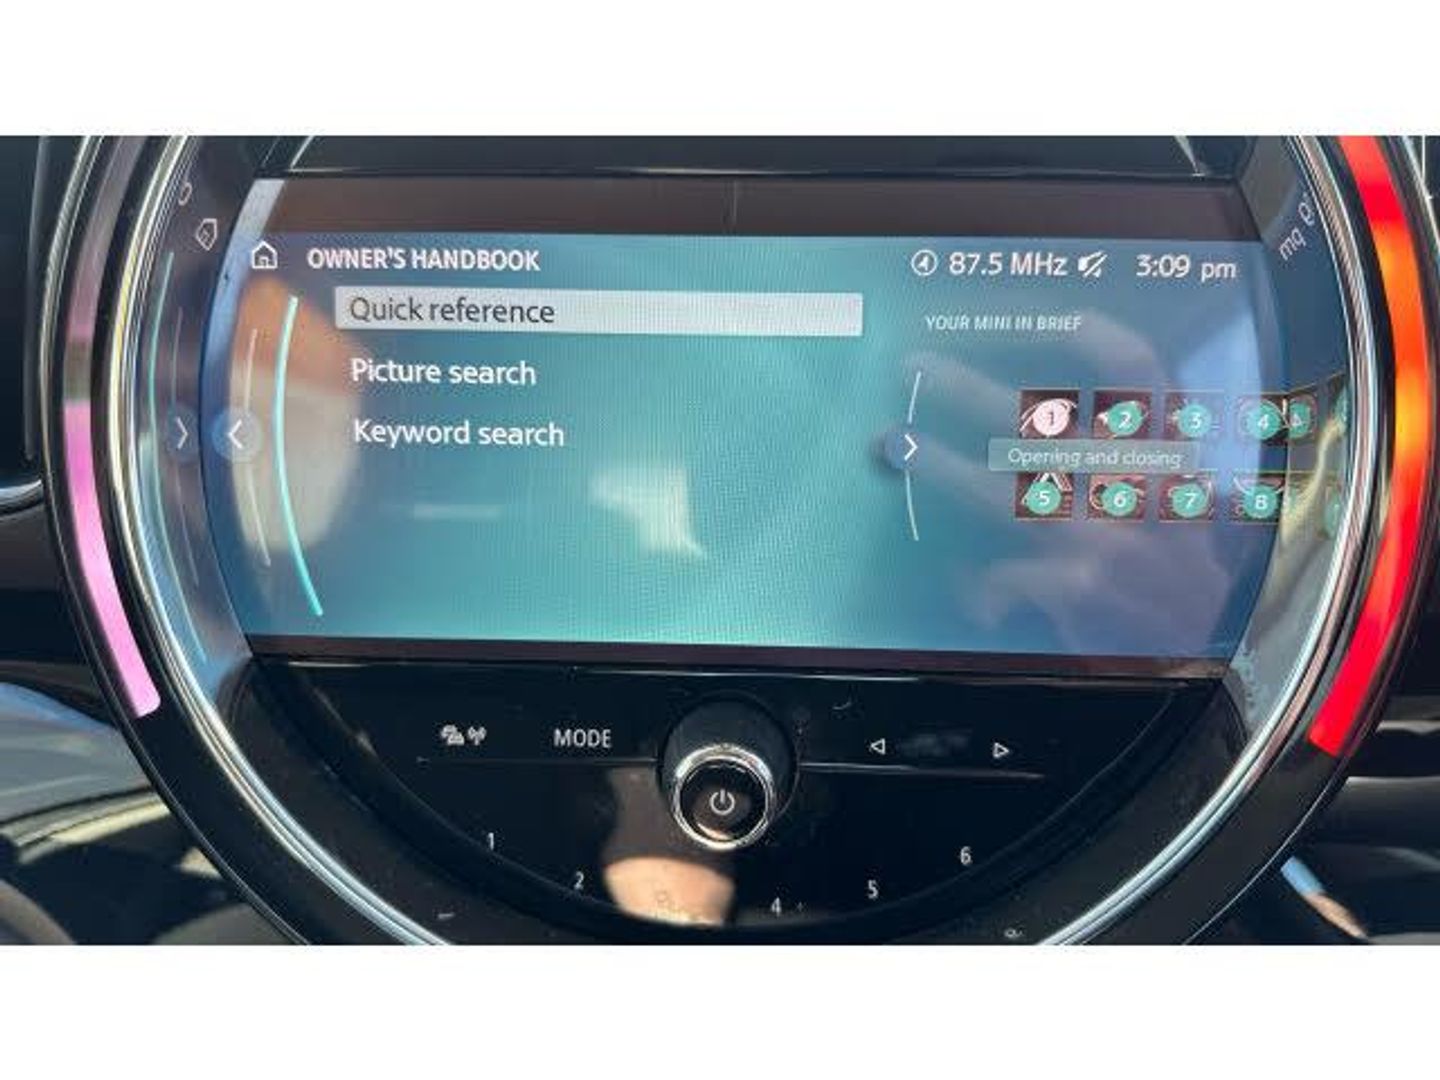 OWNER'S HANDBOOK
87.5 MHz 3:09 pm
Quick reference
Picture search
Keyword search
YOUR MINI IN BRIEF
1 2 3 4
Opening and closing
5 6 7 8
MODE
1 2 4 5 6